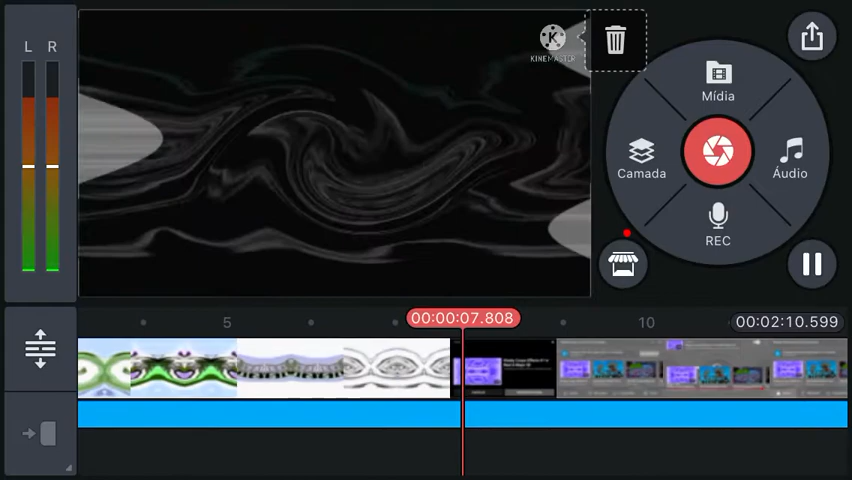 L R
KINEMASTER
Mídia
Camada
Áudio
REC
5
00:00:07.808
10
00:02:10.599